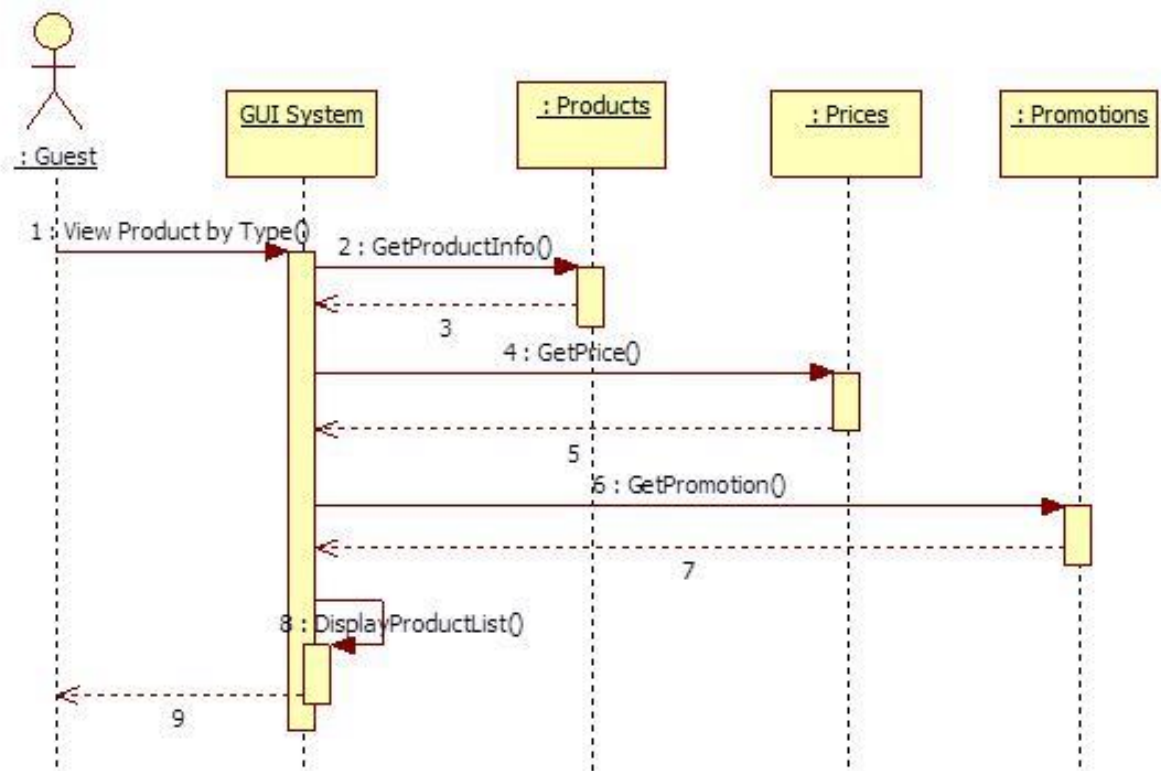 : Guest
GUI System
: Products
: Prices
: Promotions
1 : View Product by Type()
2 : GetProductInfo()
3
4 : GetPrice()
5
6 : GetPromotion()
7
8 : DisplayProductList()
9